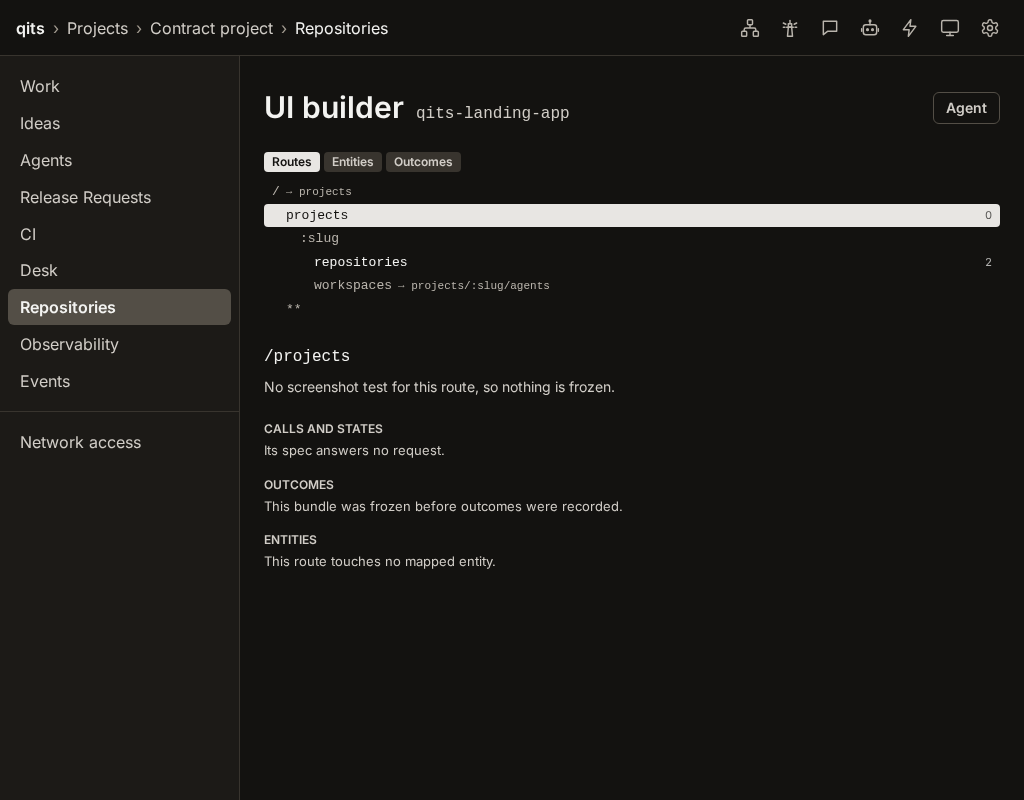 qits › Projects › Contract project › Repositories
Work
Ideas
Agents
Release Requests
CI
Desk
Repositories
Observability
Events
Network access
UI builder qits-landing-app
Agent
Routes Entities Outcomes
/ → projects
projects 0
:slug
repositories 2
workspaces → projects/:slug/agents
**
/projects
No screenshot test for this route, so nothing is frozen.
CALLS AND STATES
Its spec answers no request.
OUTCOMES
This bundle was frozen before outcomes were recorded.
ENTITIES
This route touches no mapped entity.